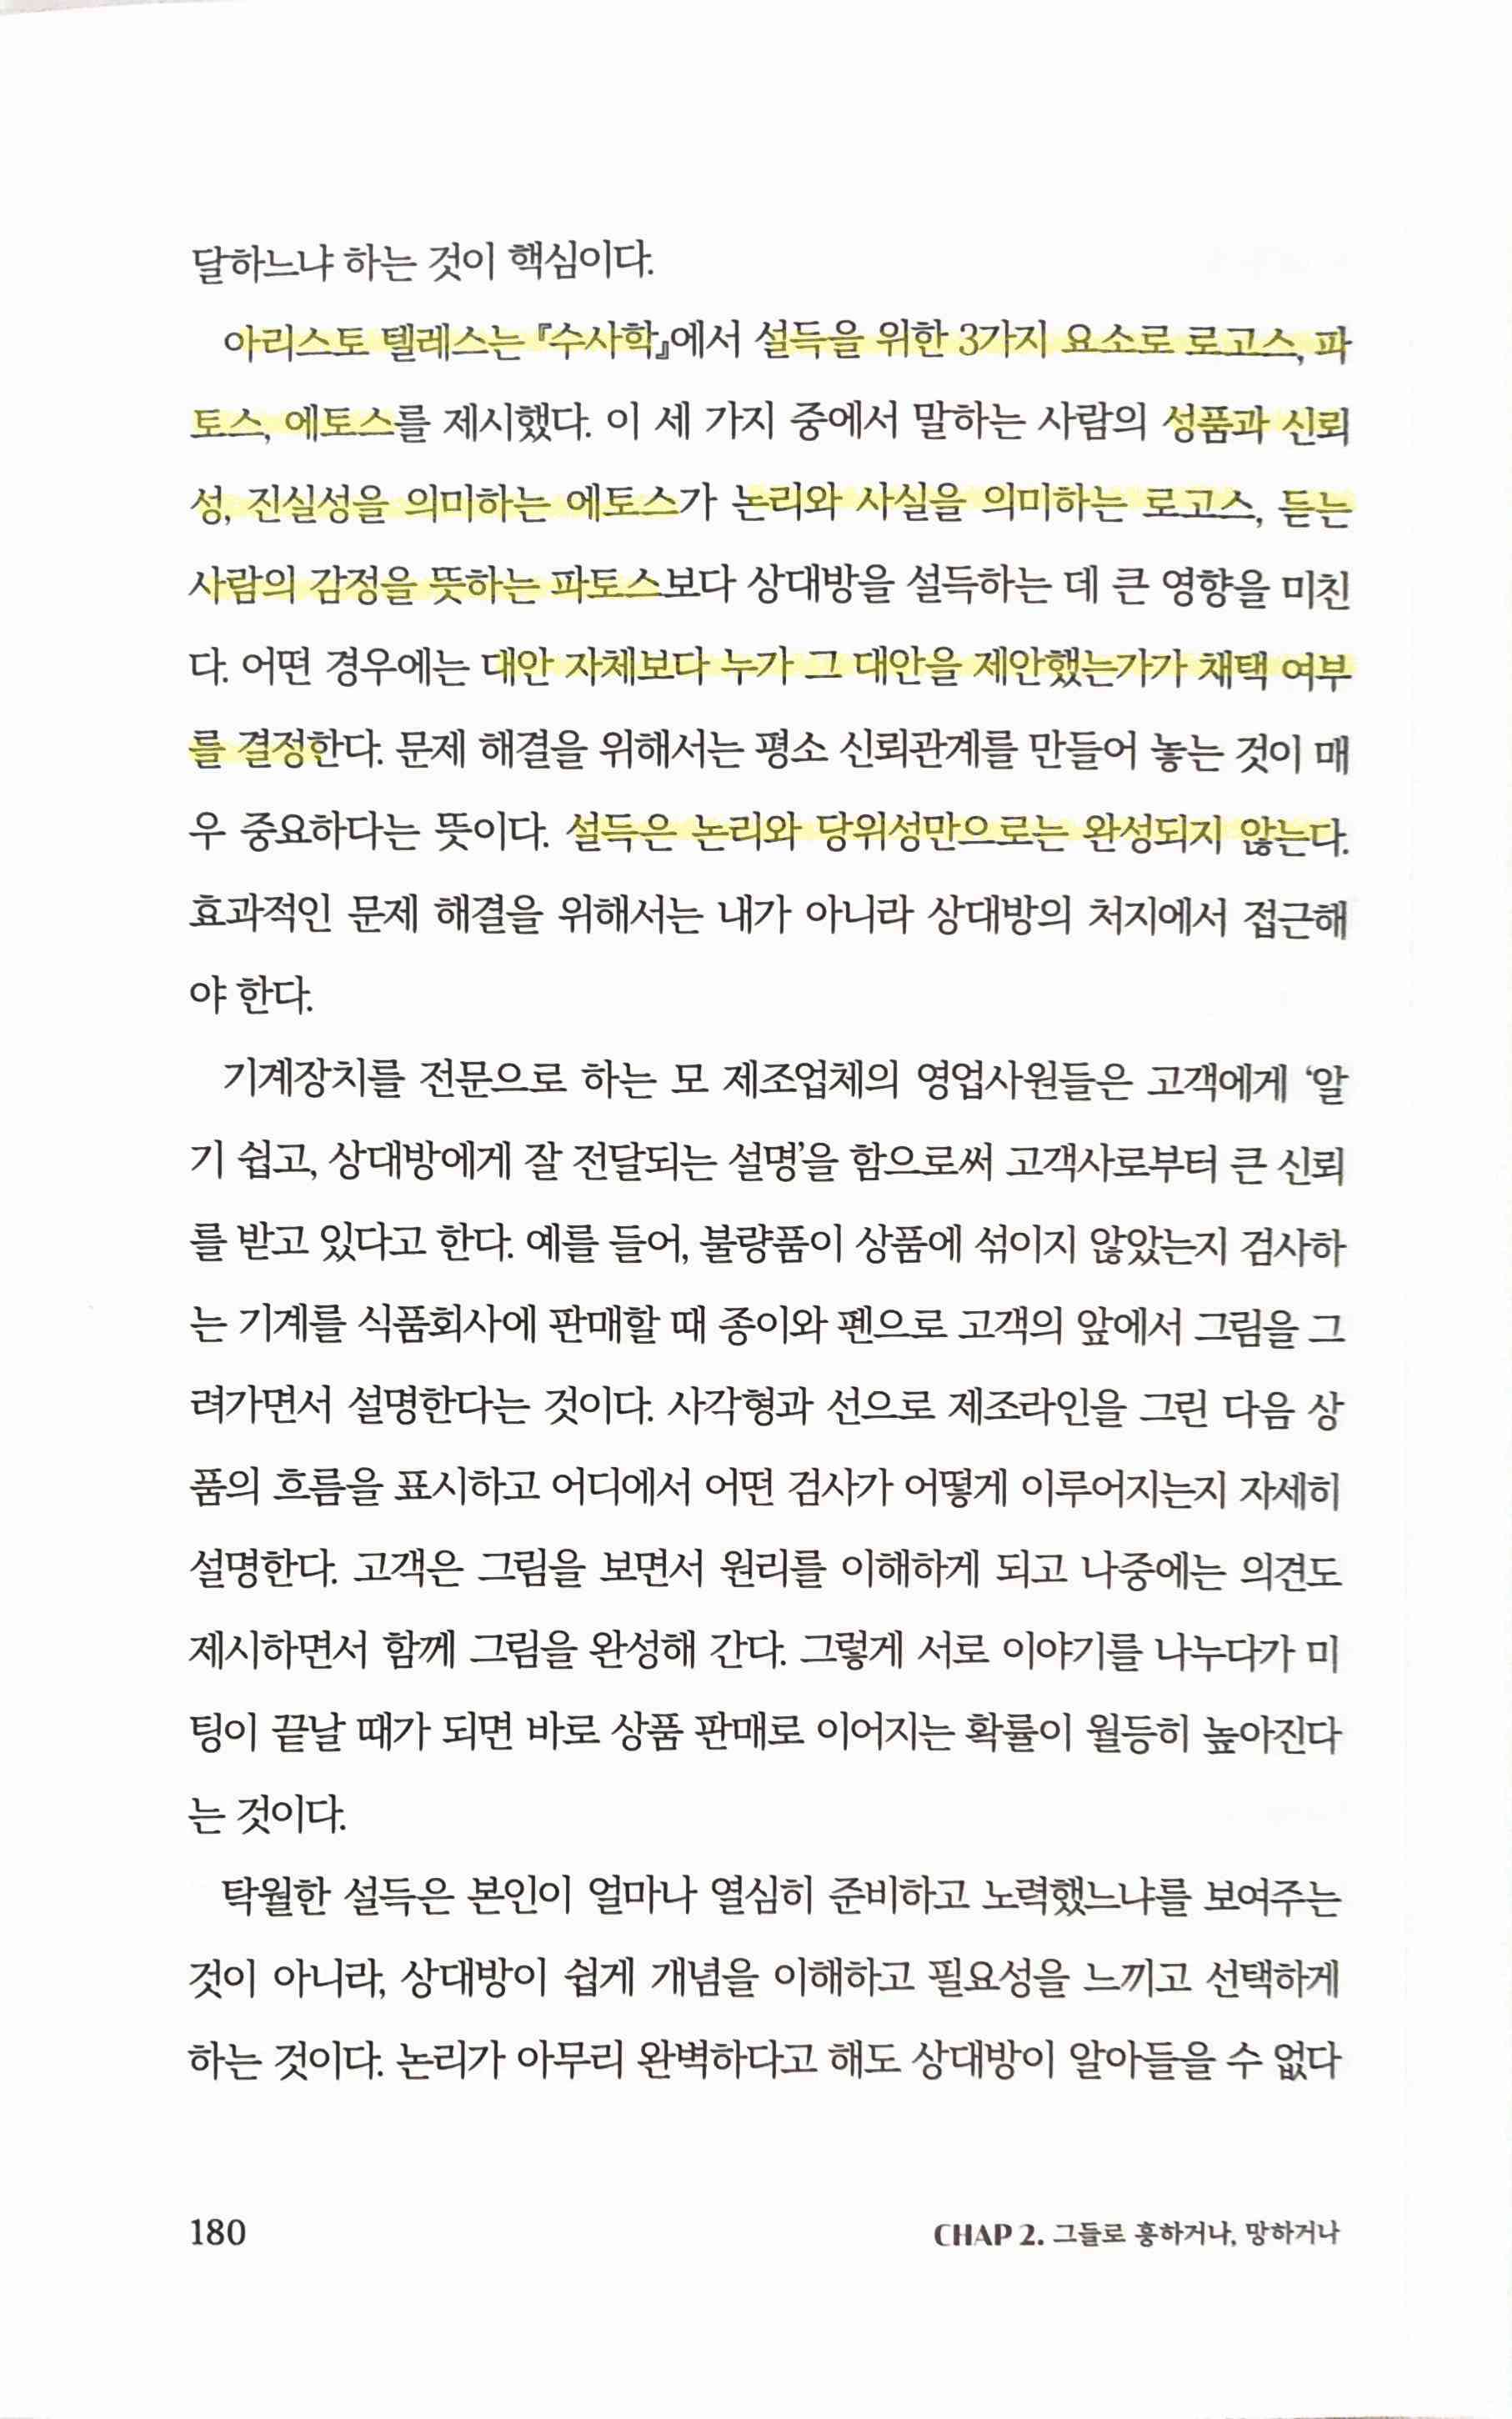 달하느냐 하는 것이 핵심이다.
아리스토 텔레스는 『수사학』에서 설득을 위한 3가지 요소로 로고스, 파
토스, 에토스를 제시했다. 이 세 가지 중에서 말하는 사람의 성품과 신뢰
성, 진실성을 의미하는 에토스가 논리와 사실을 의미하는 로고스, 듣는
사람의 감정을 뜻하는 파토스보다 상대방을 설득하는 데 큰 영향을 미친
다. 어떤 경우에는 대안 자체보다 누가 그 대안을 제안했는가가 채택 여부
를 결정한다. 문제 해결을 위해서는 평소 신뢰관계를 만들어 놓는 것이 매
우 중요하다는 뜻이다. 설득은 논리와 당위성만으로는 완성되지 않는다.
효과적인 문제 해결을 위해서는 내가 아니라 상대방의 처지에서 접근해
야 한다.
기계장치를 전문으로 하는 모 제조업체의 영업사원들은 고객에게 ‘알
기 쉽고, 상대방에게 잘 전달되는 설명’을 함으로써 고객사로부터 큰 신뢰
를 받고 있다고 한다. 예를 들어, 불량품이 상품에 섞이지 않았는지 검사하
는 기계를 식품회사에 판매할 때 종이와 펜으로 고객의 앞에서 그림을 그
려가면서 설명한다는 것이다. 사각형과 선으로 제조라인을 그린 다음 상
품의 흐름을 표시하고 어디에서 어떤 검사가 어떻게 이루어지는지 자세히
설명한다. 고객은 그림을 보면서 원리를 이해하게 되고 나중에는 의견도
제시하면서 함께 그림을 완성해 간다. 그렇게 서로 이야기를 나누다가 미
팅이 끝날 때가 되면 바로 상품 판매로 이어지는 확률이 월등히 높아진다
는 것이다.
탁월한 설득은 본인이 얼마나 열심히 준비하고 노력했느냐를 보여주는
것이 아니라, 상대방이 쉽게 개념을 이해하고 필요성을 느끼고 선택하게
하는 것이다. 논리가 아무리 완벽하다고 해도 상대방이 알아들을 수 없다
180
CHAP 2. 그들로 흥하거나, 망하거나